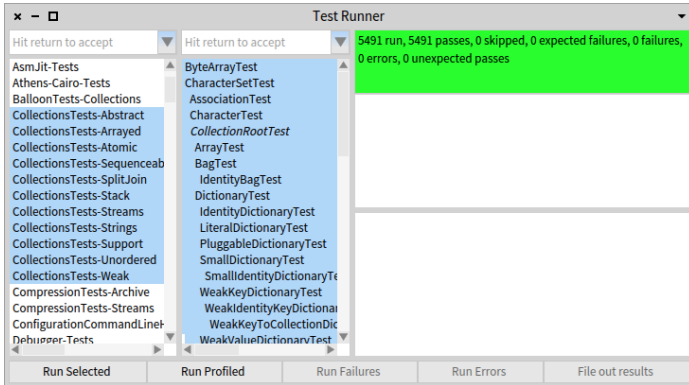 Test Runner
Hit return to accept
Hit return to accept
5491 run, 5491 passes, 0 skipped, 0 expected failures, 0 failures,
0 errors, 0 unexpected passes
AsmJit-Tests
Athens-Cairo-Tests
BalloonTests-Collections
CollectionsTests-Abstract
CollectionsTests-Arrayed
CollectionsTests-Atomic
CollectionsTests-Sequenceab
CollectionsTests-SplitJoin
CollectionsTests-Stack
CollectionsTests-Streams
CollectionsTests-Strings
CollectionsTests-Support
CollectionsTests-Unordered
CollectionsTests-Weak
CompressionTests-Archive
CompressionTests-Streams
ConfigurationCommandLineH
Debugger-Tests
ByteArrayTest
CharacterSetTest
AssociationTest
CharacterTest
CollectionRootTest
ArrayTest
BagTest
IdentityBagTest
DictionaryTest
IdentityDictionaryTest
LiteralDictionaryTest
PluggableDictionaryTest
SmallDictionaryTest
SmallIdentityDictionaryTe
WeakKeyDictionaryTest
WeakIdentityKeyDictionar
WeakKeyToCollectionDic
WeakValueDictionaryTest
Run Selected
Run Profiled
Run Failures
Run Errors
File out results